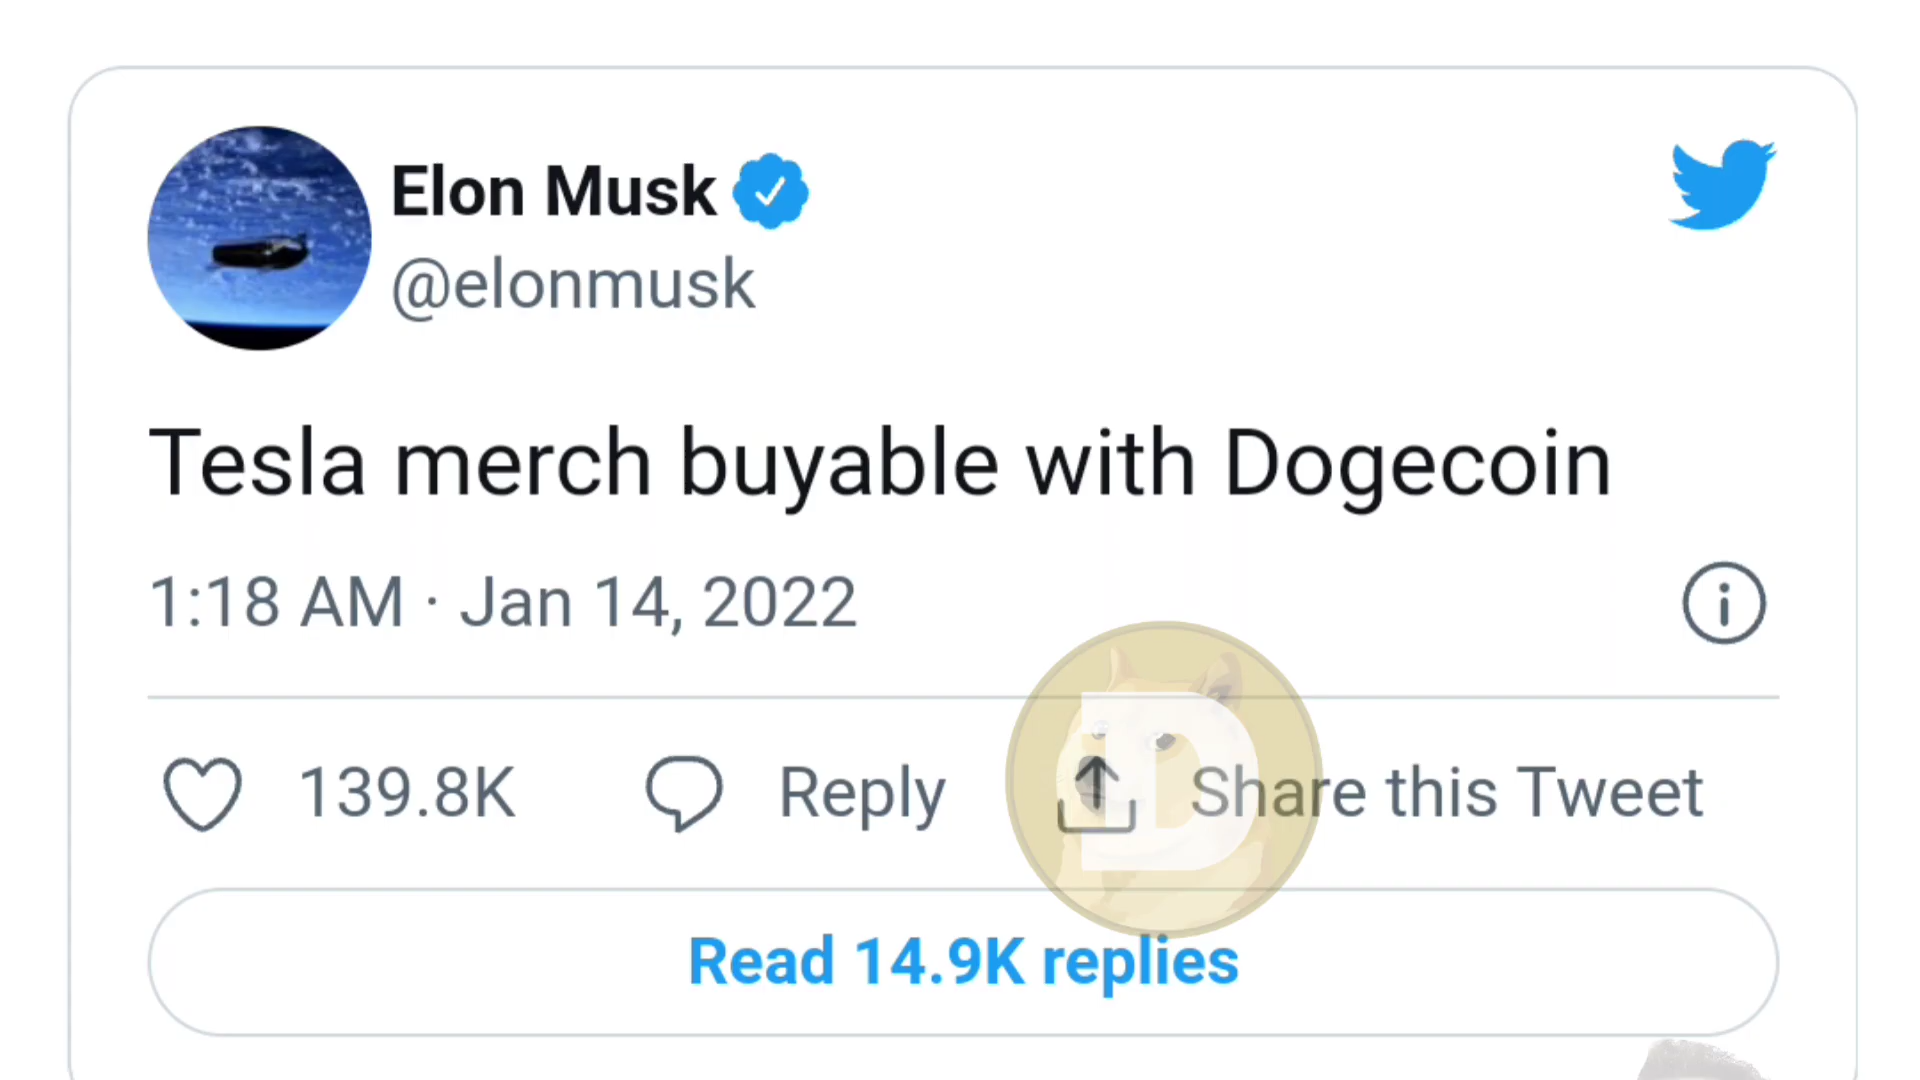 Elon Musk
@elonmusk
Tesla merch buyable with Dogecoin
1:18 AM · Jan 14, 2022
139.8K Reply Share this Tweet
D
Read 14.9K replies